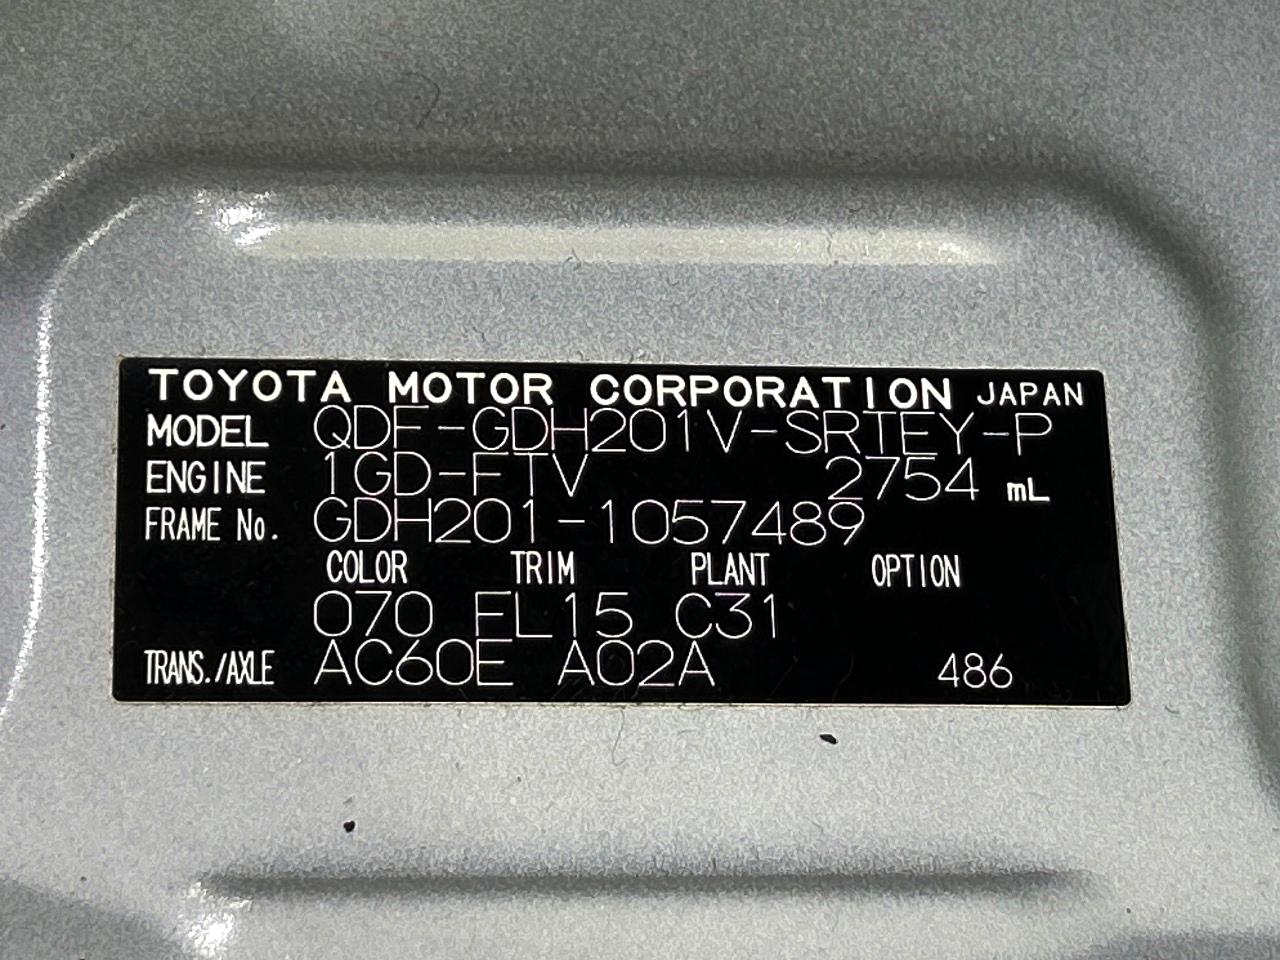 TOYOTA MOTOR CORPORATION JAPAN
MODEL QDF-GDH201V-SRTEY-P
ENGINE 1GD-FTV 2754 mL
FRAME No. GDH201-1057489
COLOR TRIM PLANT OPTION
070 FL15 C31
TRANS./AXLE AC60E A02A 486